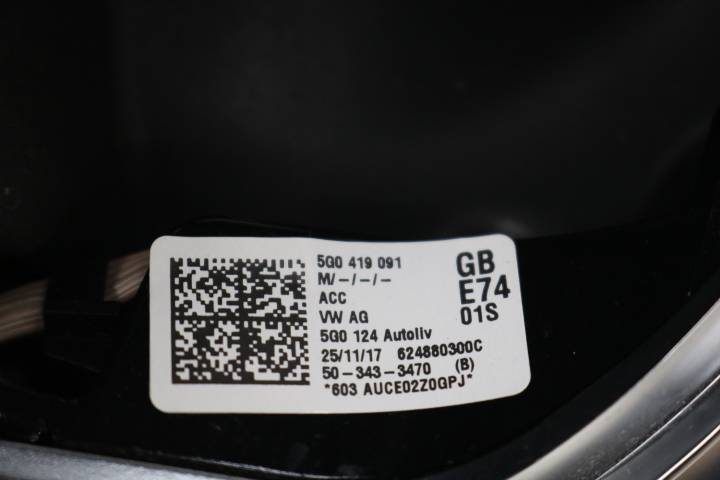 5G0 419 091
M/-/-/-
ACC
VW AG
5G0 124 Autoliv
25/11/17 624880300C
50-343-3470 (B)
*603 AUCE02Z0GPJ*
GB
E74
01S